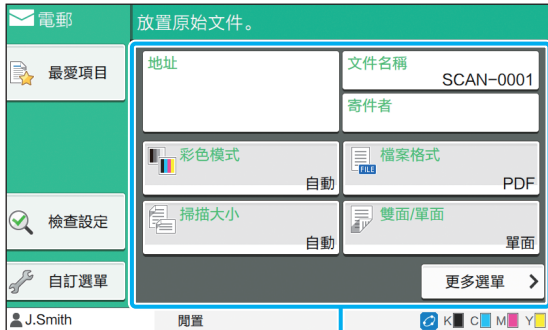 電郵
放置原始文件。
最愛項目
檢查設定
自訂選單
地址
文件名稱
SCAN-0001
寄件者
彩色模式
自動
檔案格式
FILE
PDF
掃描大小
自動
雙面/單面
單面
更多選單
J.Smith
閒置
K C M Y